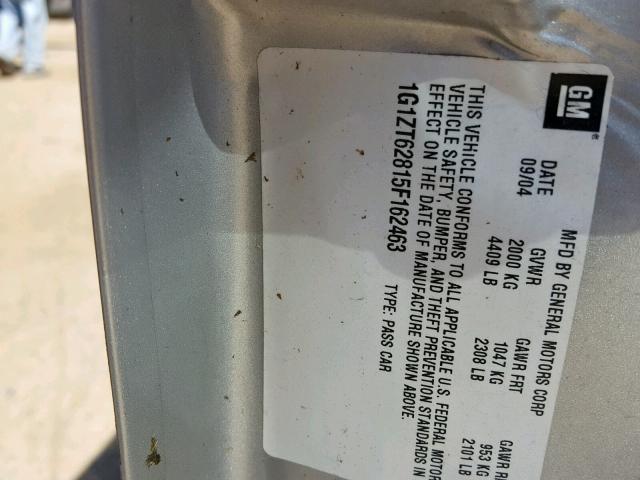 GM
®
MFD BY GENERAL MOTORS CORP
DATE GVWR GAWR FRT GAWR
09/04 2000 KG 1047 KG 953 KG
4409 LB 2308 LB 2101 LB
THIS VEHICLE CONFORMS TO ALL APPLICABLE U.S. FEDERAL MOTOR
VEHICLE SAFETY, BUMPER, AND THEFT PREVENTION STANDARDS IN
EFFECT ON THE DATE OF MANUFACTURE SHOWN ABOVE.
1G1ZT62815F162463 TYPE: PASS CAR